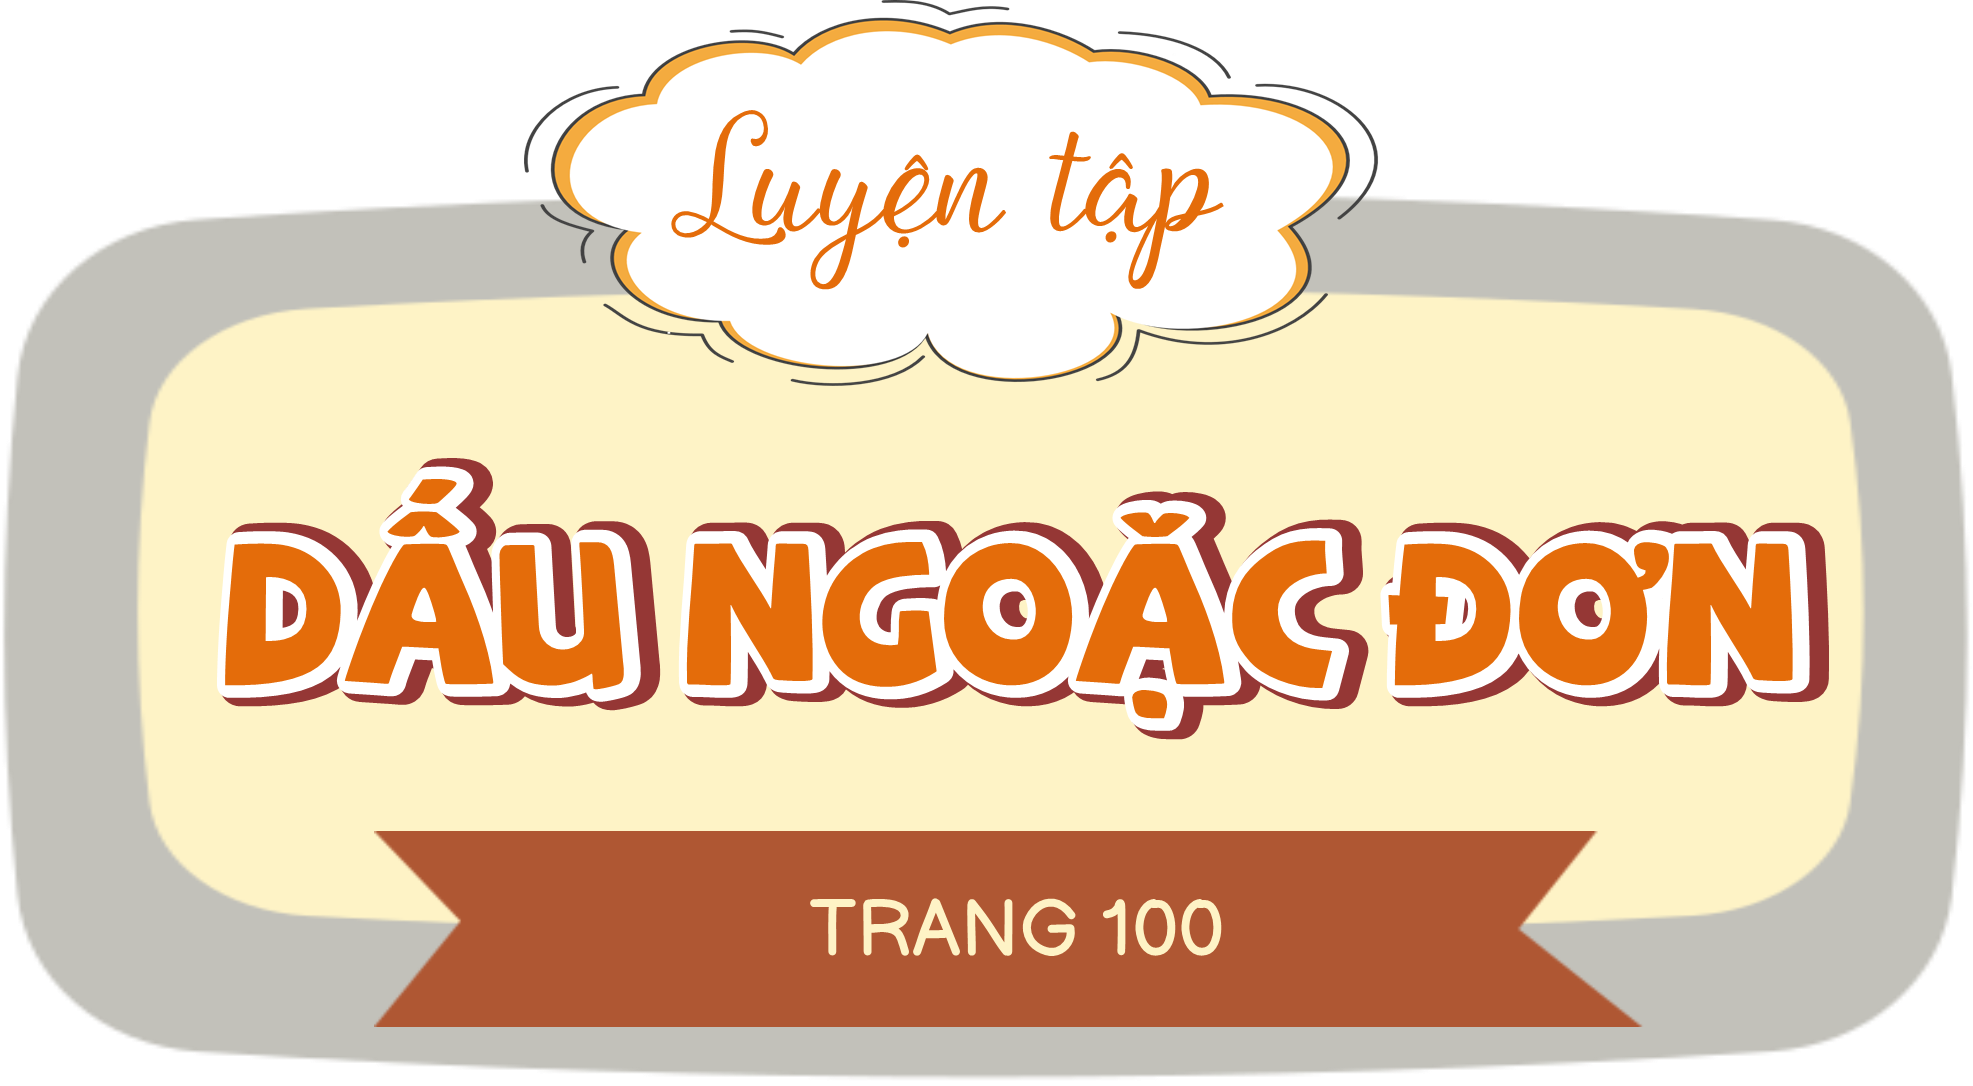 Luyện tập
DẤU NGOẶC ĐƠN
TRANG 100